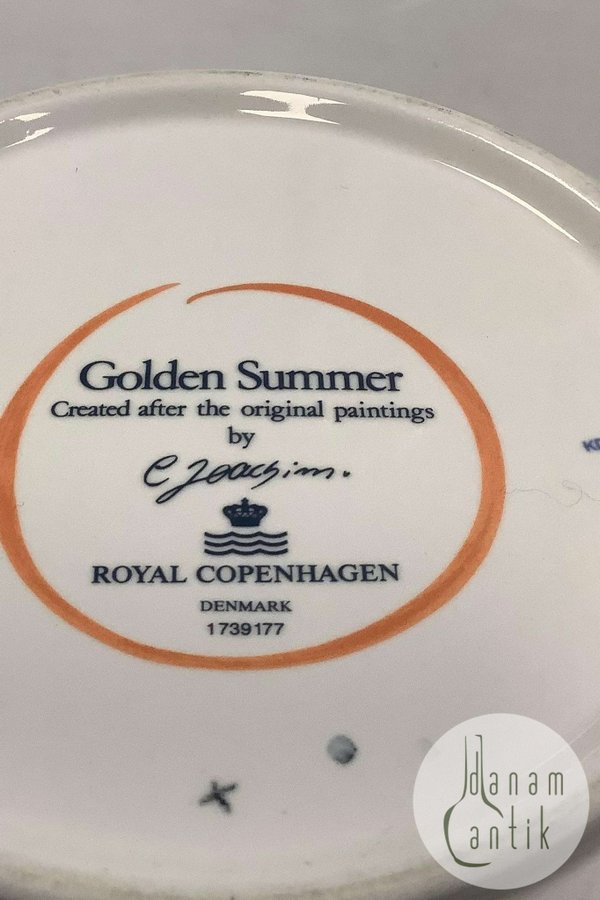 Golden Summer
Created after the original paintings
by
C Joachim.
ROYAL COPENHAGEN
DENMARK
1739177
danam
antik